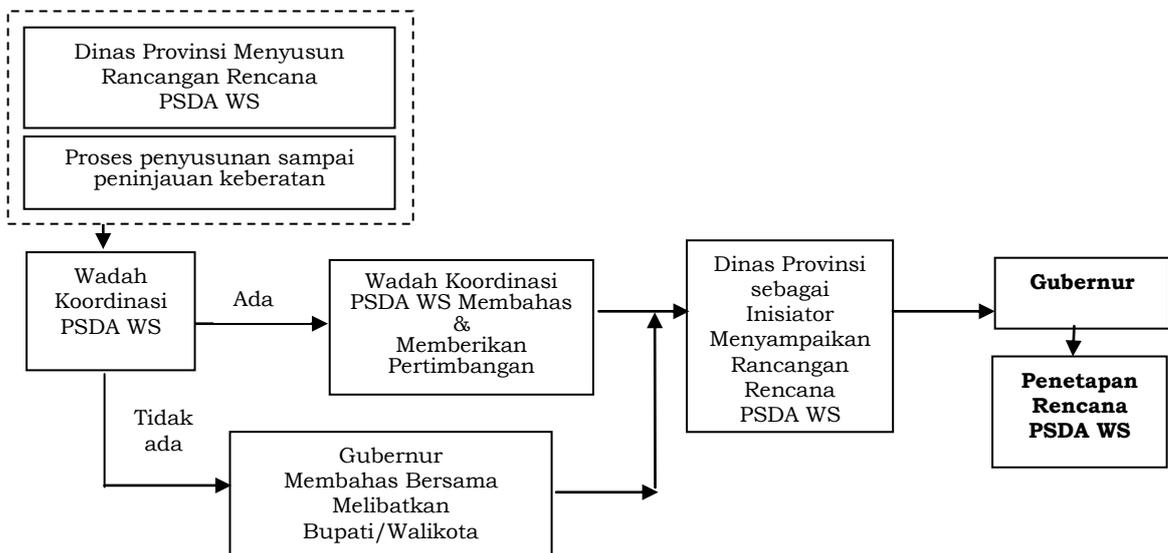 Dinas Provinsi Menyusun
Rancangan Rencana
PSDA WS
Proses penyusunan sampai
peninjauan keberatan
Wadah
Koordinasi
PSDA WS
Ada
Wadah Koordinasi
PSDA WS Membahas
&
Memberikan
Pertimbangan
Dinas Provinsi
sebagai
Inisiator
Menyampaikan
Rancangan
Rencana
PSDA WS
Gubernur
Penetapan
Rencana
PSDA WS
Tidak
ada
Gubernur
Membahas Bersama
Melibatkan
Bupati/Walikota